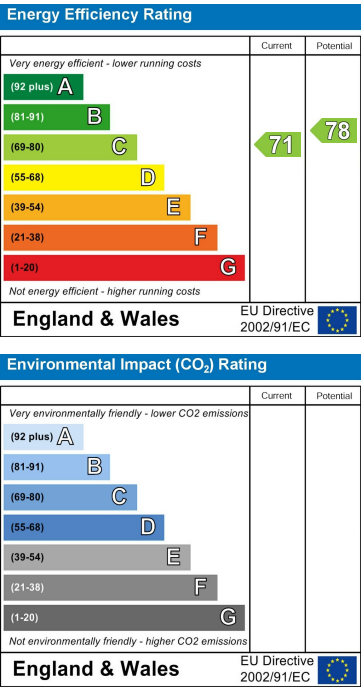 Energy Efficiency Rating
Current Potential
Very energy efficient - lower running costs
(92 plus) A
(81-91) B
(69-80) C
71 78
(55-68) D
(39-54) E
(21-38) F
(1-20) G
Not energy efficient - higher running costs
England & Wales
EU Directive
2002/91/EC
Environmental Impact (CO2) Rating
Current Potential
Very environmentally friendly - lower CO2 emissions
(92 plus) A
(81-91) B
(69-80) C
(55-68) D
(39-54) E
(21-38) F
(1-20) G
Not environmentally friendly - higher CO2 emissions
England & Wales
EU Directive
2002/91/EC